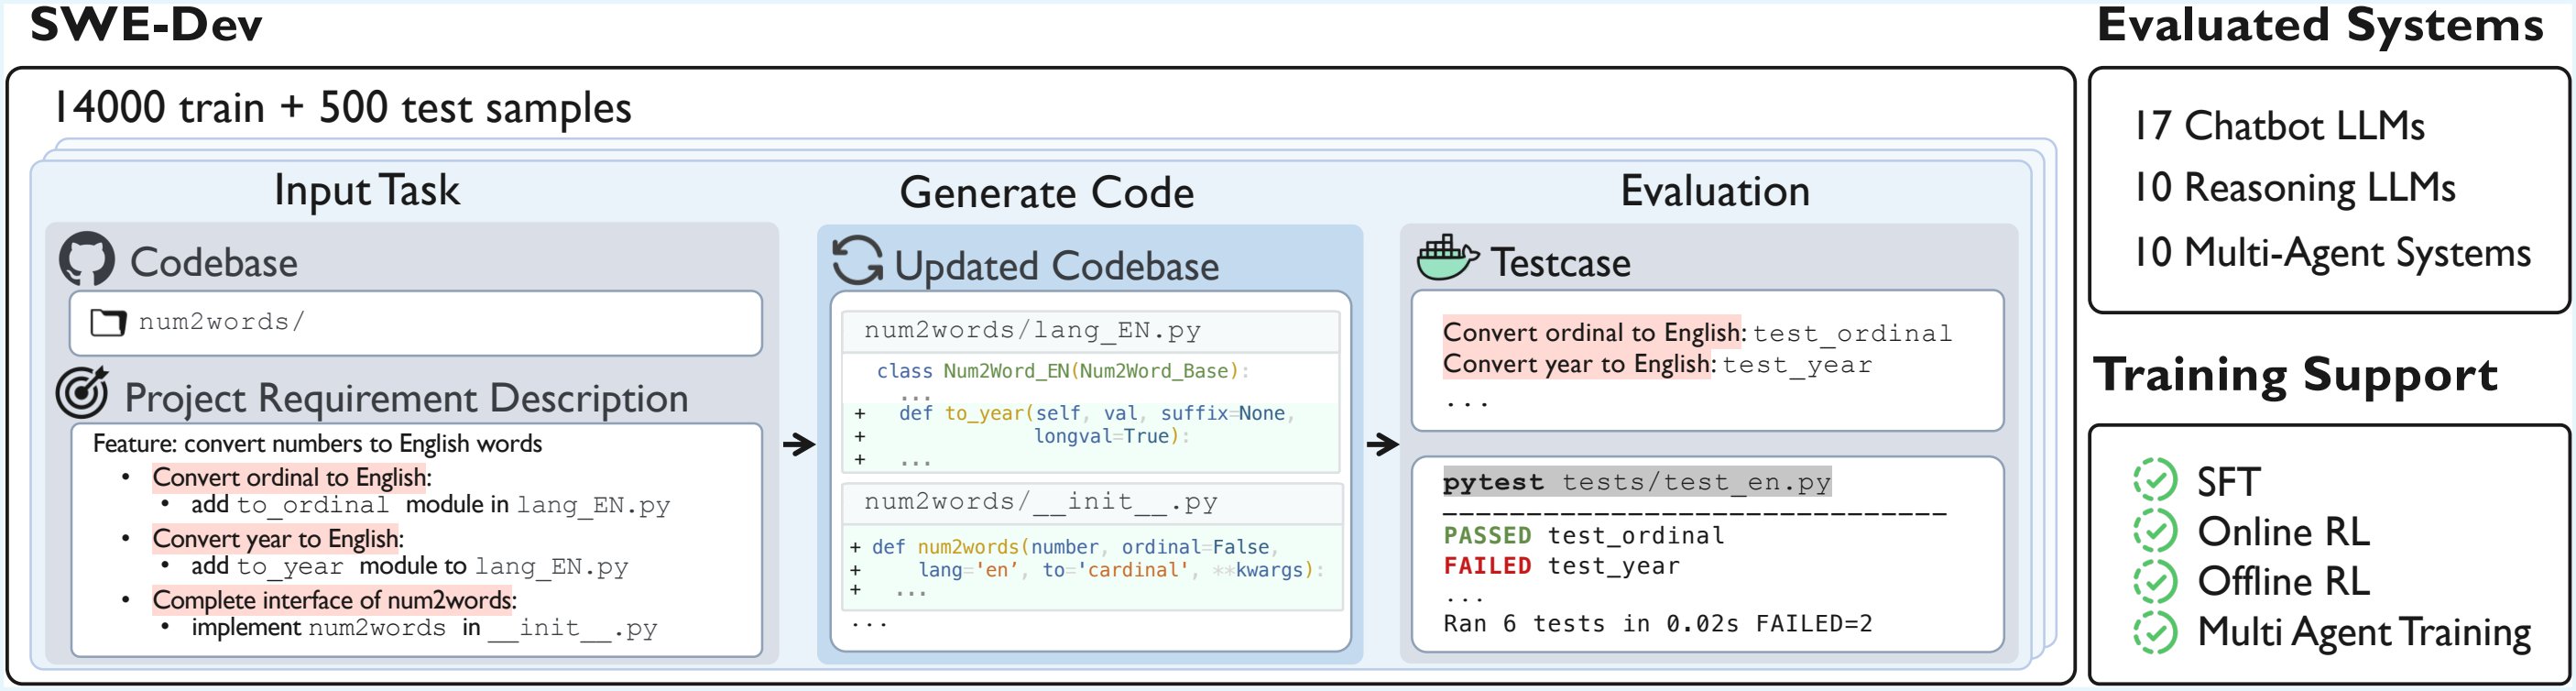 SWE-Dev
14000 train + 500 test samples
Input Task
Codebase
num2words/
Project Requirement Description
Feature: convert numbers to English words
• Convert ordinal to English:
• add to_ordinal module in lang_EN.py
• Convert year to English:
• add to_year module to lang_EN.py
• Complete interface of num2words:
• implement num2words in __init__.py
Generate Code
Updated Codebase
num2words/lang_EN.py
class Num2Word_EN(Num2Word_Base):
...
+ def to_year(self, val, suffix=None,
+ longval=True):
+ ...
num2words/__init__.py
+ def num2words(number, ordinal=False,
+ lang='en’, to='cardinal', **kwargs):
+ ...
...
Evaluation
Testcase
Convert ordinal to English: test_ordinal
Convert year to English: test_year
...
pytest tests/test_en.py
------------------------------
PASSED test_ordinal
FAILED test_year
...
Ran 6 tests in 0.02s FAILED=2
Evaluated Systems
17 Chatbot LLMs
10 Reasoning LLMs
10 Multi-Agent Systems
Training Support
SFT
Online RL
Offline RL
Multi Agent Training